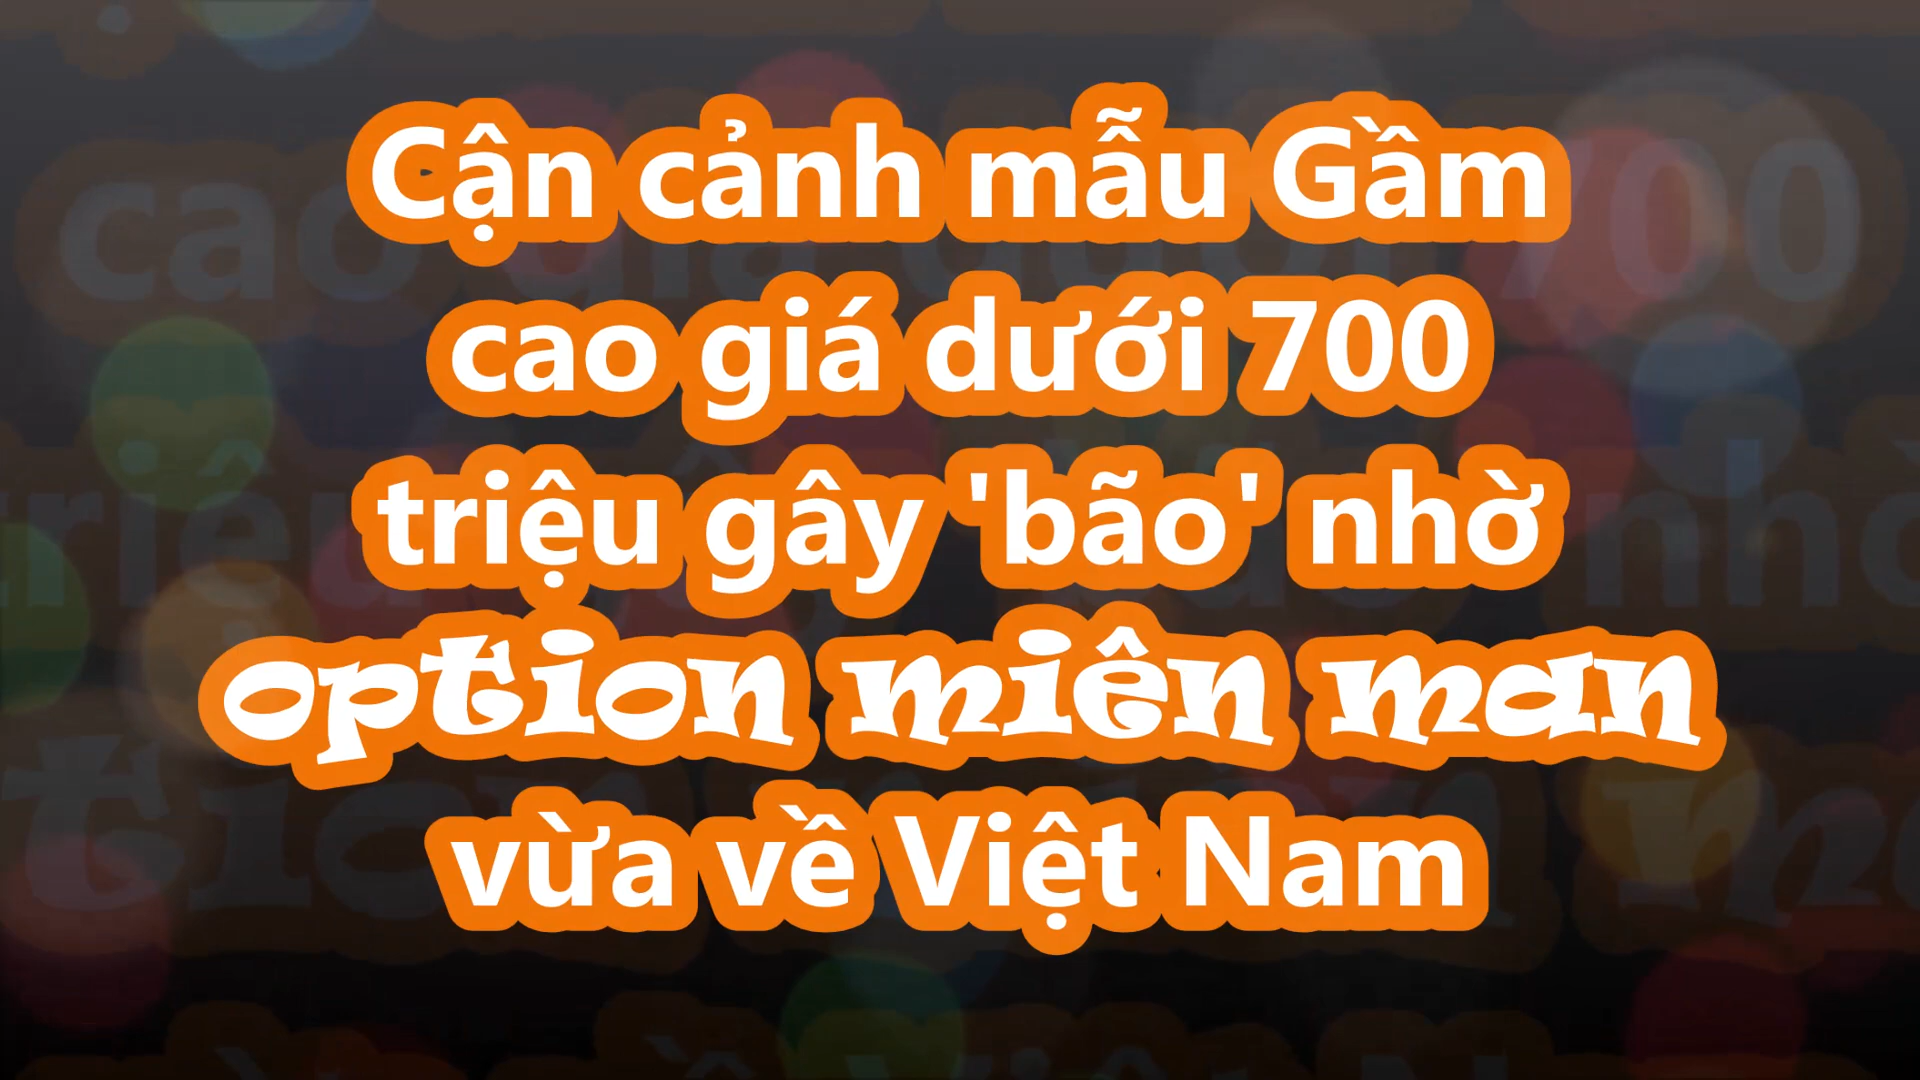 Cận cảnh mẫu Gầm
cao giá dưới 700
triệu gây 'bão' nhờ
option miên man
vừa về Việt Nam